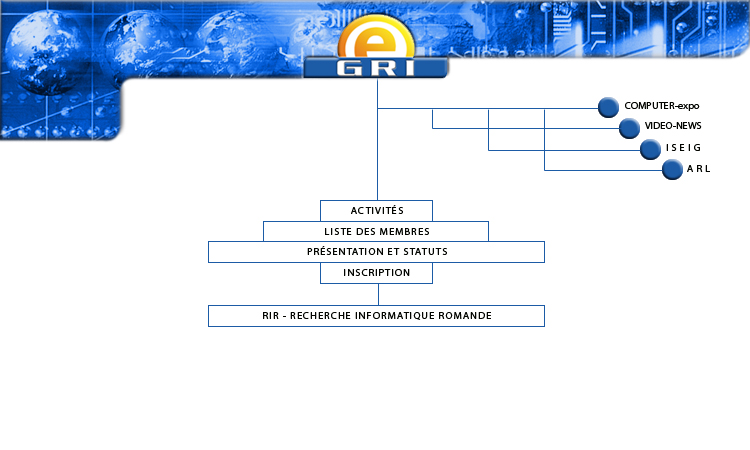 e
GRI
COMPUTER-expo
VIDEO-NEWS
I S E I G
A R L
ACTIVITÉS
LISTE DES MEMBRES
PRÉSENTATION ET STATUTS
INSCRIPTION
RIR - RECHERCHE INFORMATIQUE ROMANDE